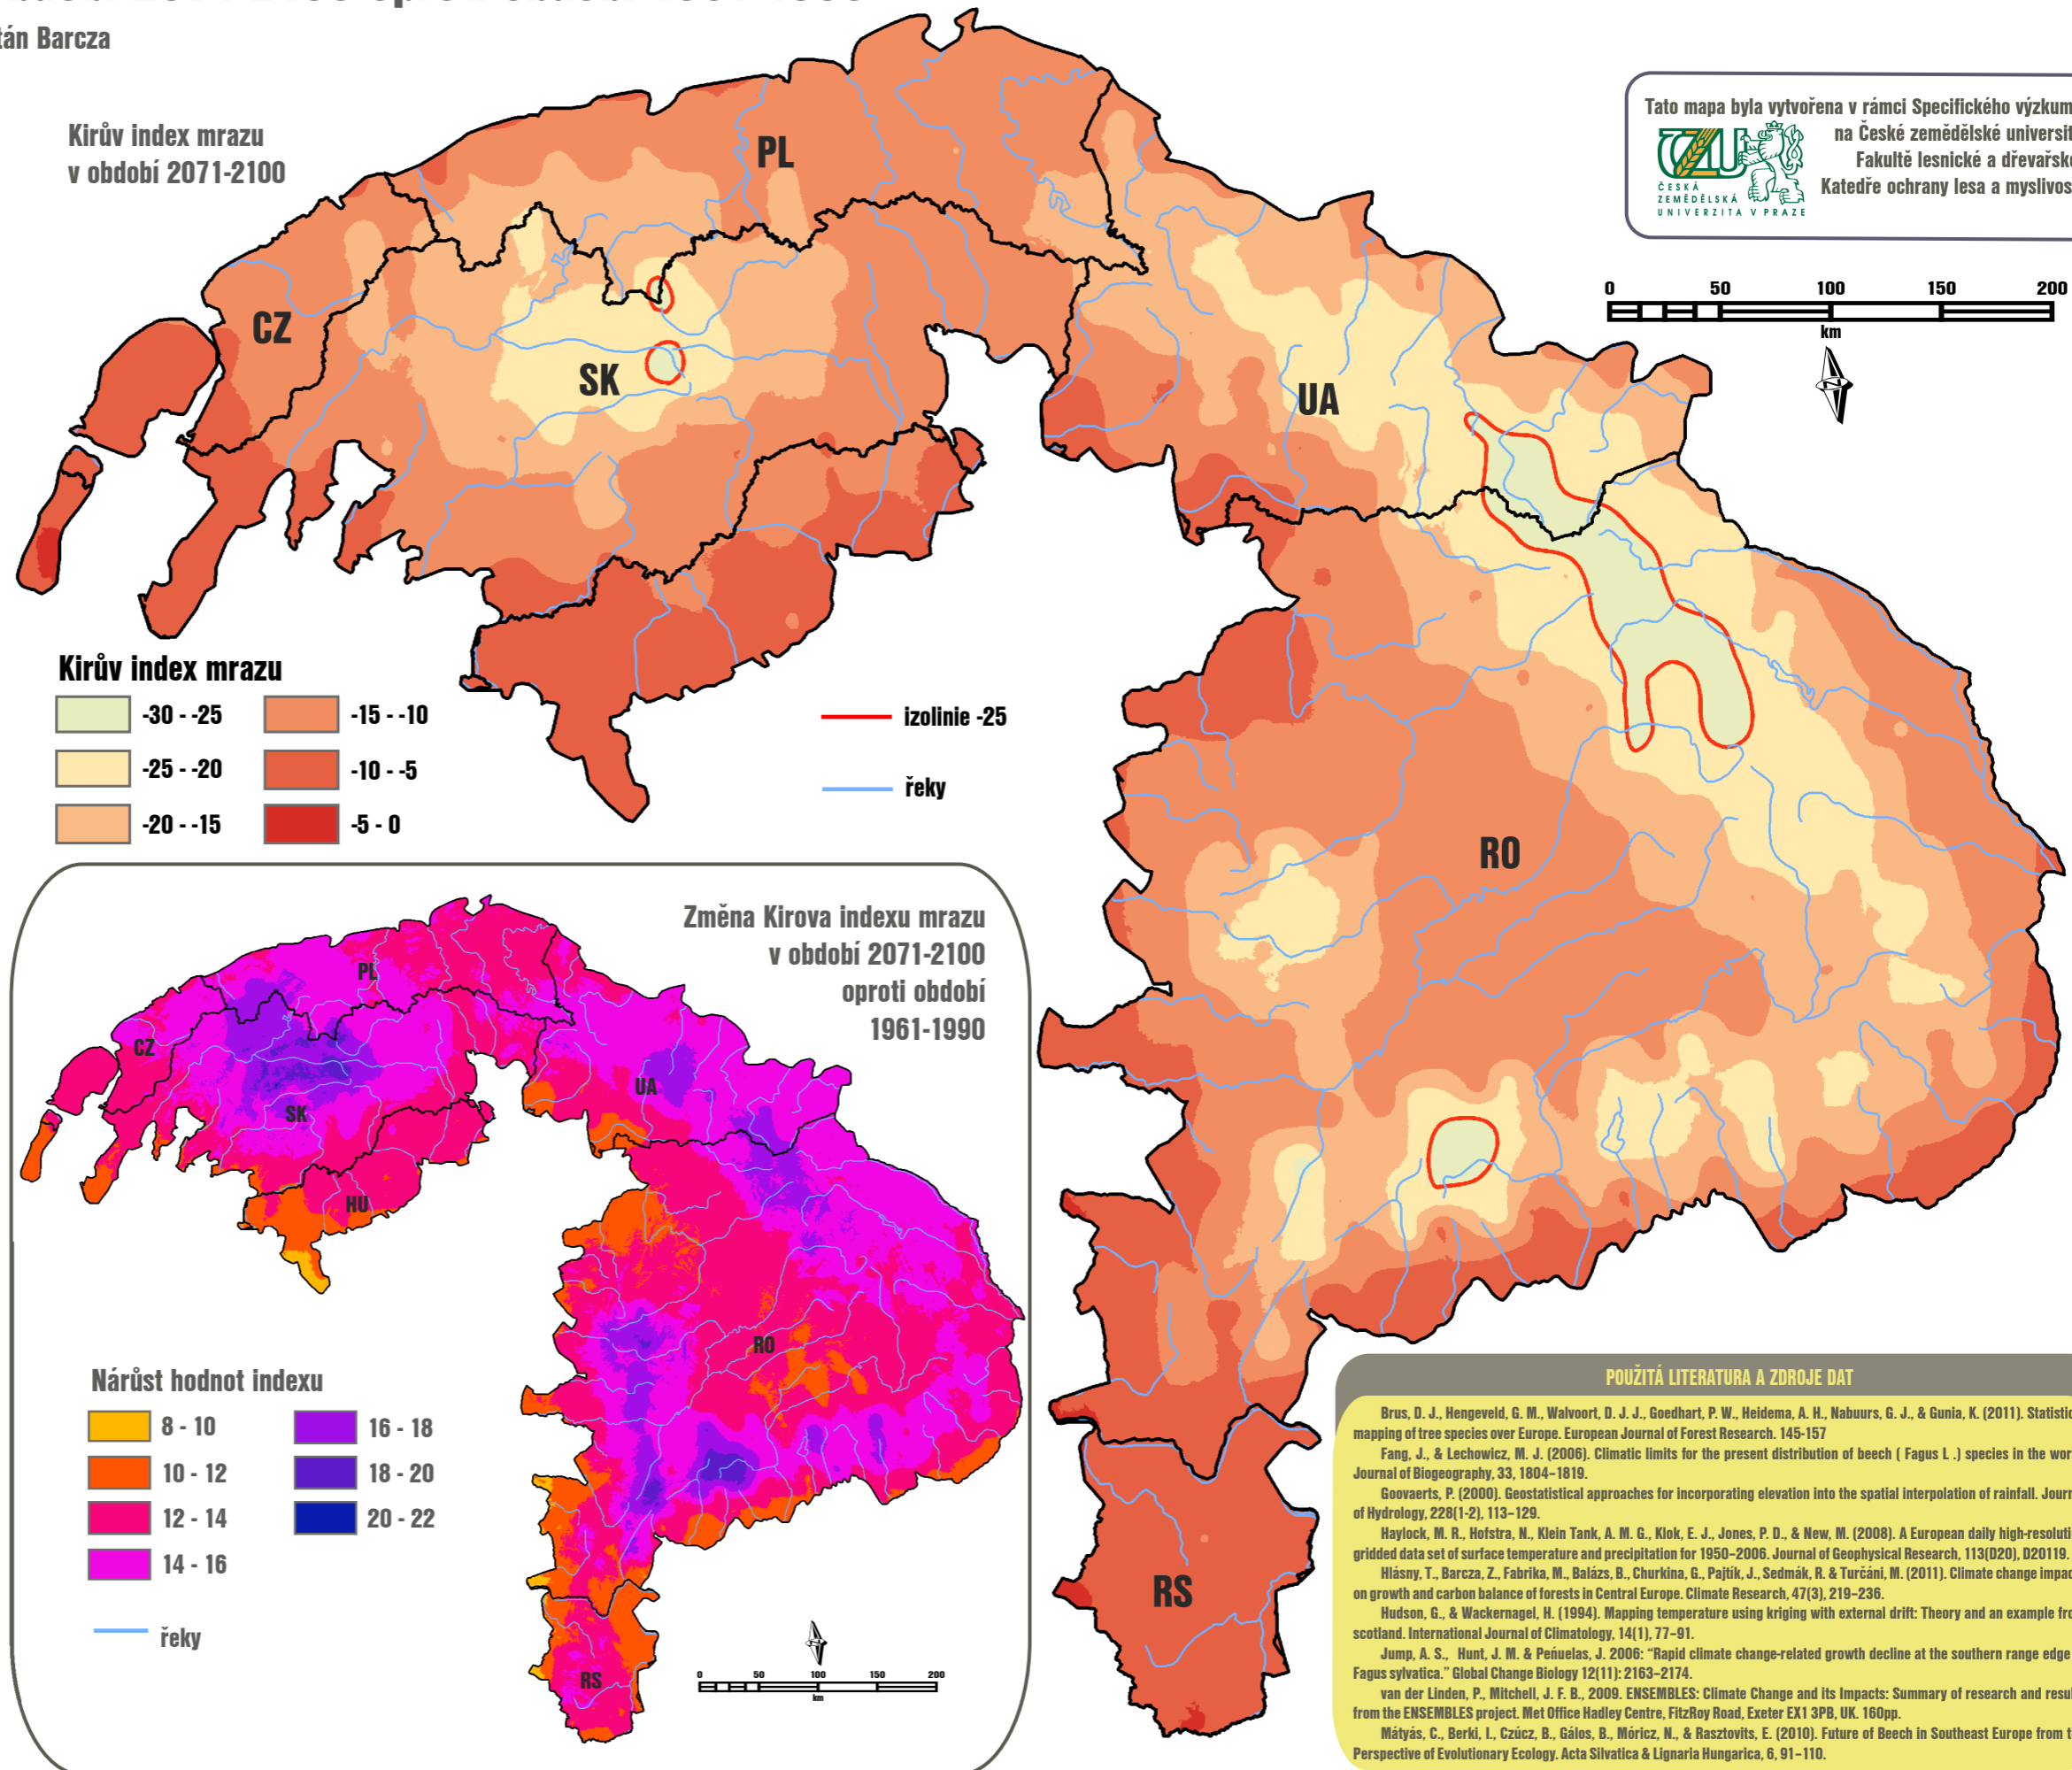 tán Barcza
Kirův index mrazu
v období 2071-2100
PL
CZ
SK
UA
RO
RS
Tato mapa byla vytvořena v rámci Specifického výzkum
na České zemědělské universit
Fakultě lesnické a dřevařsk
Katedře ochrany lesa a myslivos
ČZU
ČESKÁ
ZEMĚDĚLSKÁ
UNIVERZITA V PRAZE
0 50 100 150 200
km
N
Kirův index mrazu
-30 - -25
-25 - -20
-20 - -15
-15 - -10
-10 - -5
-5 - 0
izolinie -25
řeky
Změna Kirova indexu mrazu
v období 2071-2100
oproti období
1961-1990
PL
CZ
SK
UA
HU
RO
RS
Nárůst hodnot indexu
8 - 10
10 - 12
12 - 14
14 - 16
16 - 18
18 - 20
20 - 22
řeky
0 50 100 150 200
km
POUŽITÁ LITERATURA A ZDROJE DAT
Brus, D. J., Hengeveld, G. M., Walvoort, D. J. J., Goedhart, P. W., Heidema, A. H., Nabuurs, G. J., & Gunia, K. (2011). Statistic
mapping of tree species over Europe. European Journal of Forest Research. 145-157
Fang, J., & Lechowicz, M. J. (2006). Climatic limits for the present distribution of beech ( Fagus L .) species in the wor
Journal of Biogeography, 33, 1804–1819.
Goovaerts, P. (2000). Geostatistical approaches for incorporating elevation into the spatial interpolation of rainfall. Journ
of Hydrology, 228(1-2), 113–129.
Haylock, M. R., Hofstra, N., Klein Tank, A. M. G., Klok, E. J., Jones, P. D., & New, M. (2008). A European daily high-resoluti
gridded data set of surface temperature and precipitation for 1950–2006. Journal of Geophysical Research, 113(D20), D20119.
Hlásny, T., Barcza, Z., Fabrika, M., Balázs, B., Churkina, G., Pajtík, J., Sedmák, R. & Turčáni, M. (2011). Climate change impac
on growth and carbon balance of forests in Central Europe. Climate Research, 47(3), 219–236.
Hudson, G., & Wackernagel, H. (1994). Mapping temperature using kriging with external drift: Theory and an example fro
scotland. International Journal of Climatology, 14(1), 77–91.
Jump, A. S., Hunt, J. M. & Peńuelas, J. 2006: “Rapid climate change-related growth decline at the southern range edge
Fagus sylvatica.” Global Change Biology 12(11): 2163–2174.
van der Linden, P., Mitchell, J. F. B., 2009. ENSEMBLES: Climate Change and its Impacts: Summary of research and resul
from the ENSEMBLES project. Met Office Hadley Centre, FitzRoy Road, Exeter EX1 3PB, UK. 160pp.
Mátyás, C., Berki, I., Czúcz, B., Gálos, B., Móricz, N., & Rasztovits, E. (2010). Future of Beech in Southeast Europe from t
Perspective of Evolutionary Ecology. Acta Silvatica & Lignaria Hungarica, 6, 91–110.